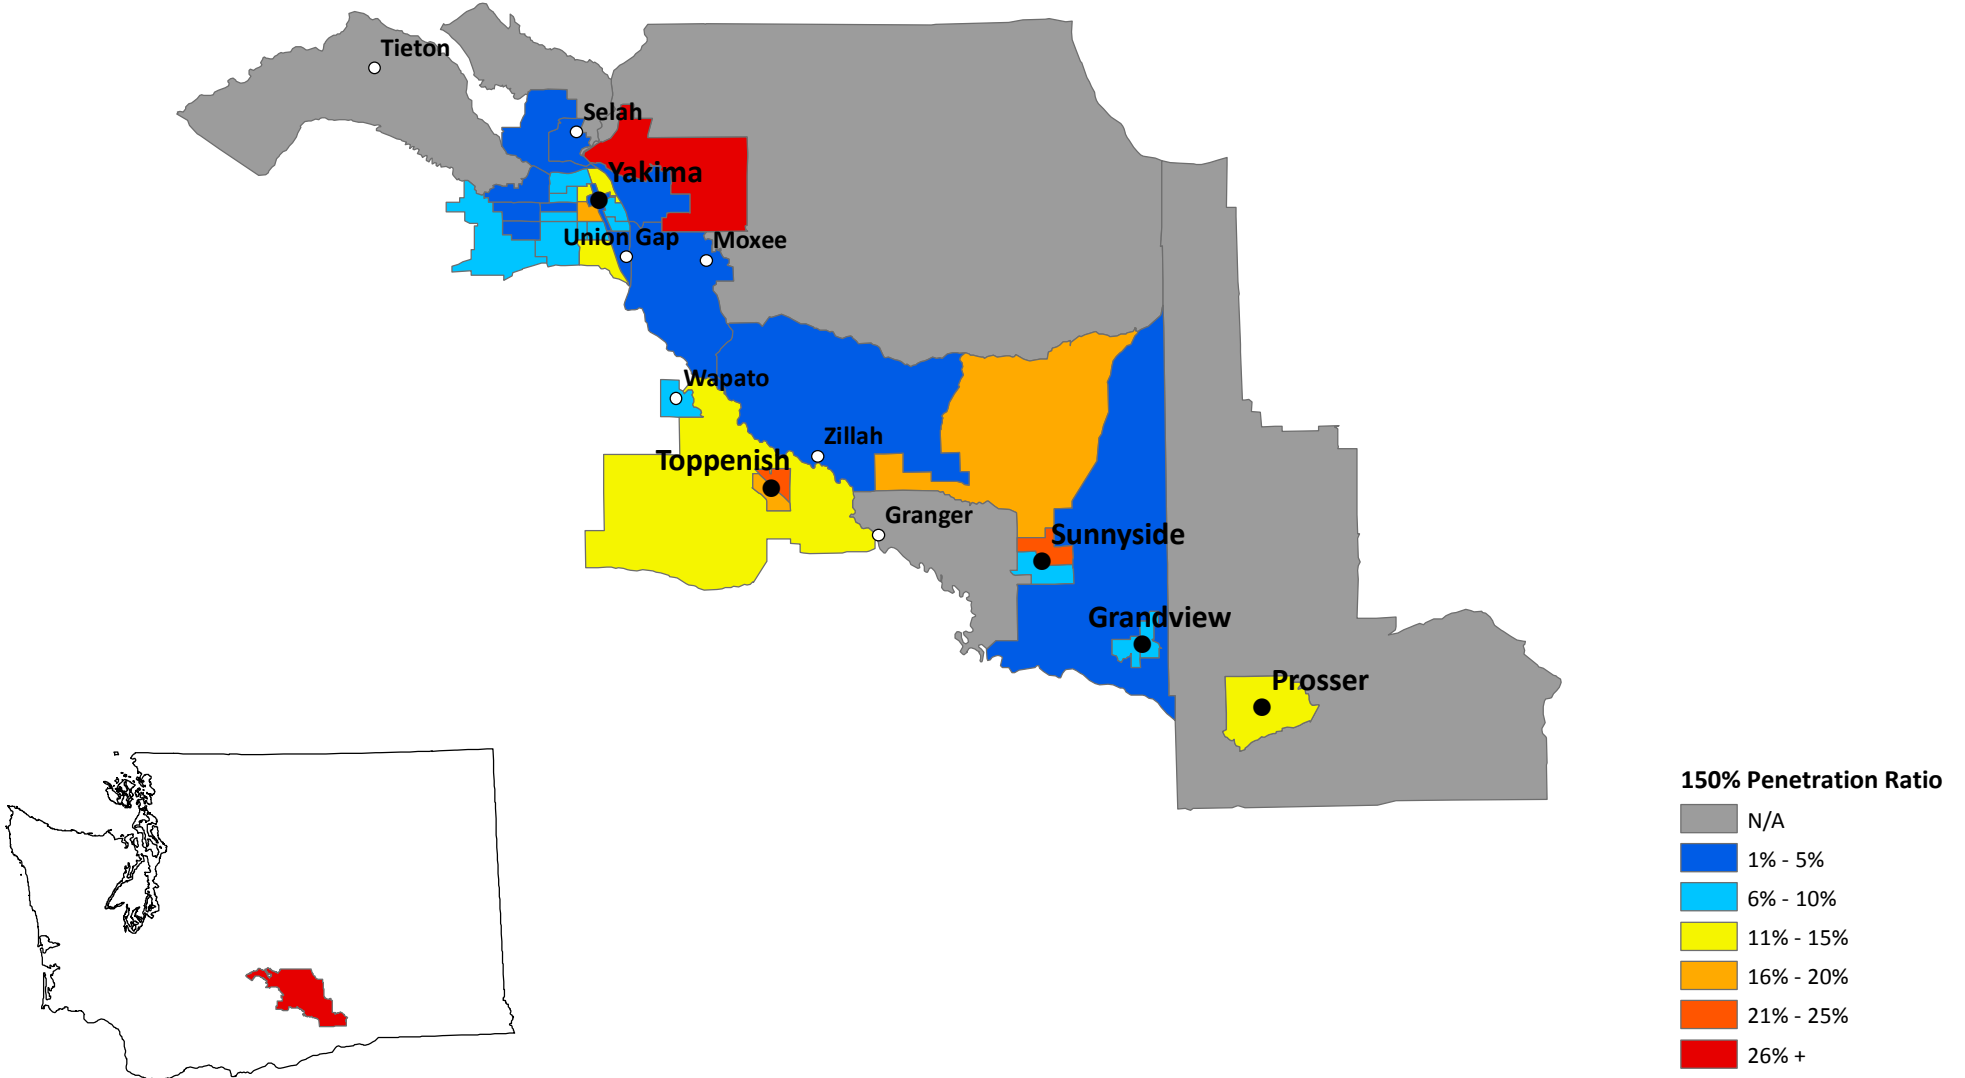 Tieton
Selah
Yakima
Union Gap
Moxee
Wapato
Zillah
Toppenish
Granger
Sunnyside
Grandview
Prosser
150% Penetration Ratio
N/A
1% - 5%
6% - 10%
11% - 15%
16% - 20%
21% - 25%
26% +